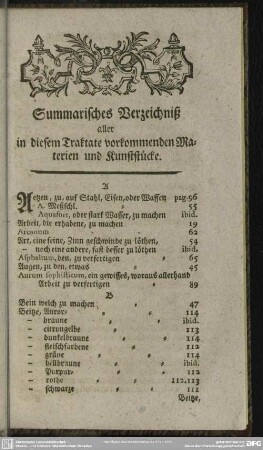 Summarisches Verzeichniß
aller
in diesem Traktate vorkommenden Ma-
terien und Kunststücke.
A
Aetzen, zu, auf Stahl, Eisen, oder Waffen pag. 96
A. Meßschl. 55
Aquafort, oder stark Wasser, zu machen ibid.
Arbeit, die erhabene, zu machen 19
Arcanum 62
Art, eine feine, Zinn geschwinde zu löthen, 54
- noch eine andere, fast besser zu löthen ibid.
Asphaltum, den, zu verfertigen 65
Augen, zu den, etwas 45
Aurum sophisticum, ein gewisses, woraus allerhand
Arbeit zu verfertigen 89
B
Bein weich zu machen 47
Beitze, Auror- 114
- braune ibid.
- citrongelbe 113
- dunkelbraune 114
- fleischfarbene 112
- grüne 114
- hellbraune ibid.
- Purpur- 112
- rothe 112.113
- schwarze 111
Beitze,